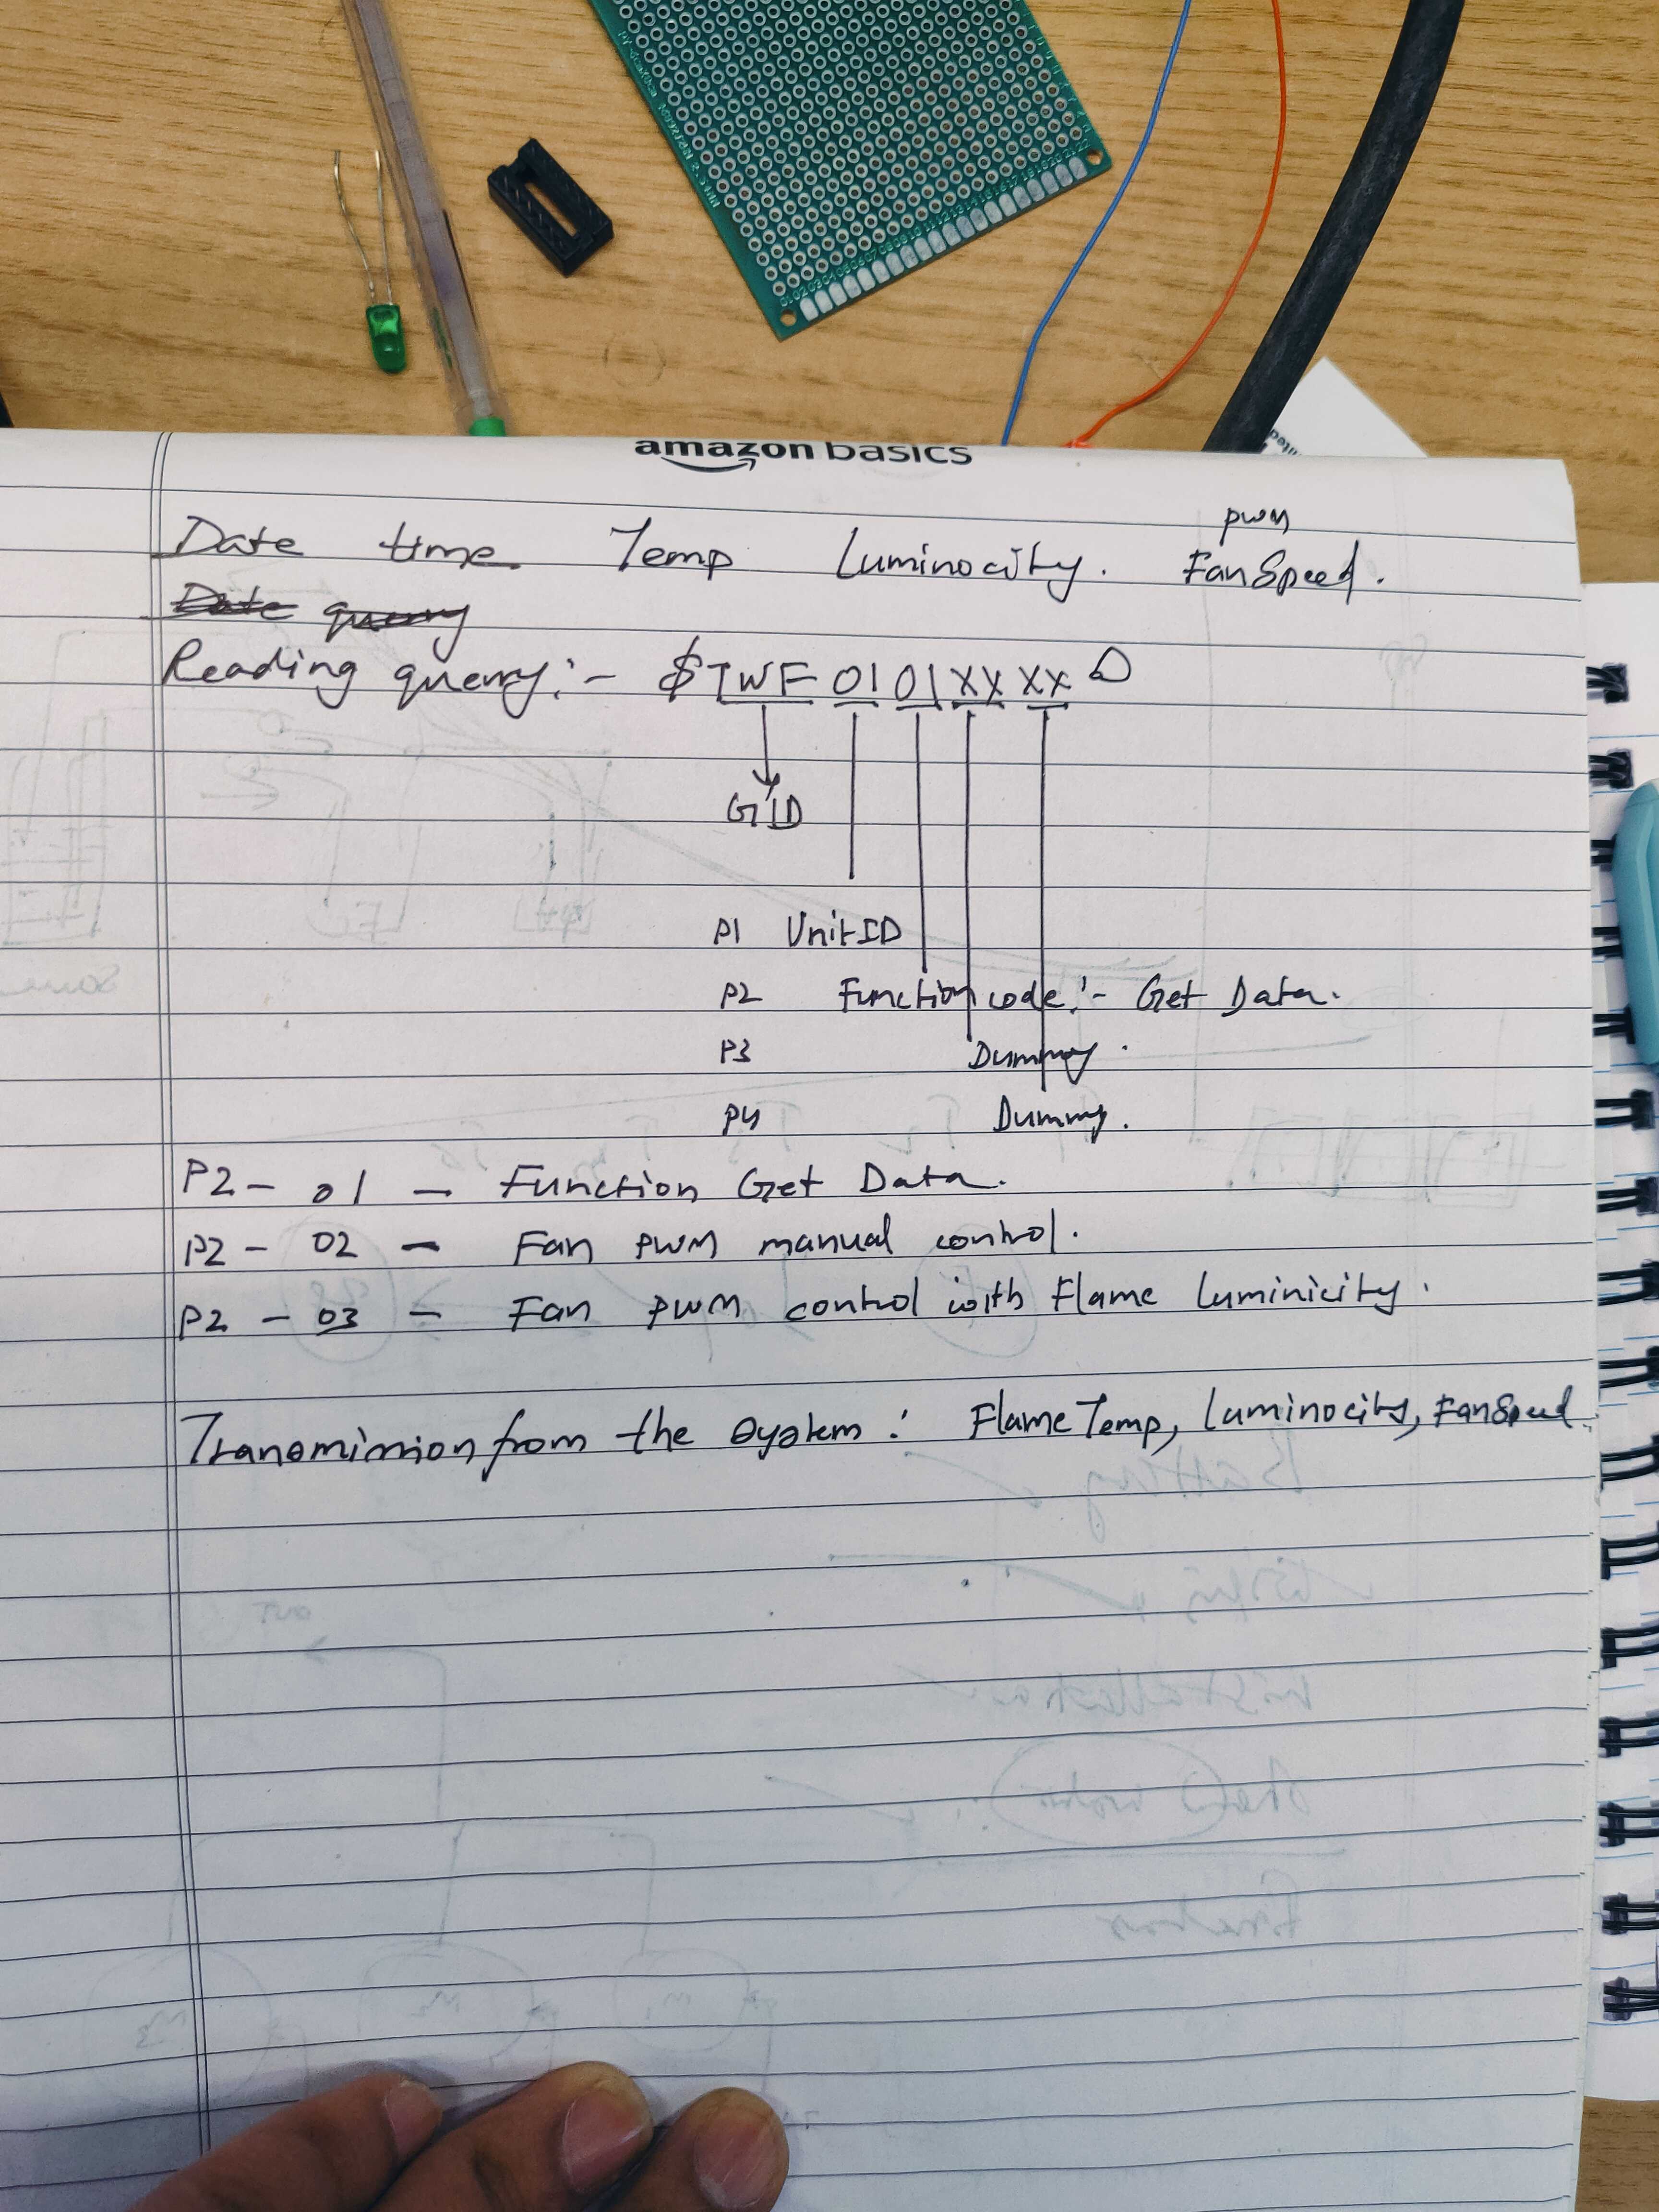 amazon basics
pwm
Date time Temp Luminocity. FanSpeed.
Date query
Reading query:- $TWF 01 01 XX XX
G'ID
P1 UnitID
P2 Function code:- Get Data.
P3 Dummy.
P4 Dummy.
P2 - 01 - Function Get Data.
P2 - 02 - Fan PWM manual control.
P2 - 03 - Fan PWM control with Flame Luminicity.
Transmission from the system: Flame Temp, Luminocity, FanSpeed.